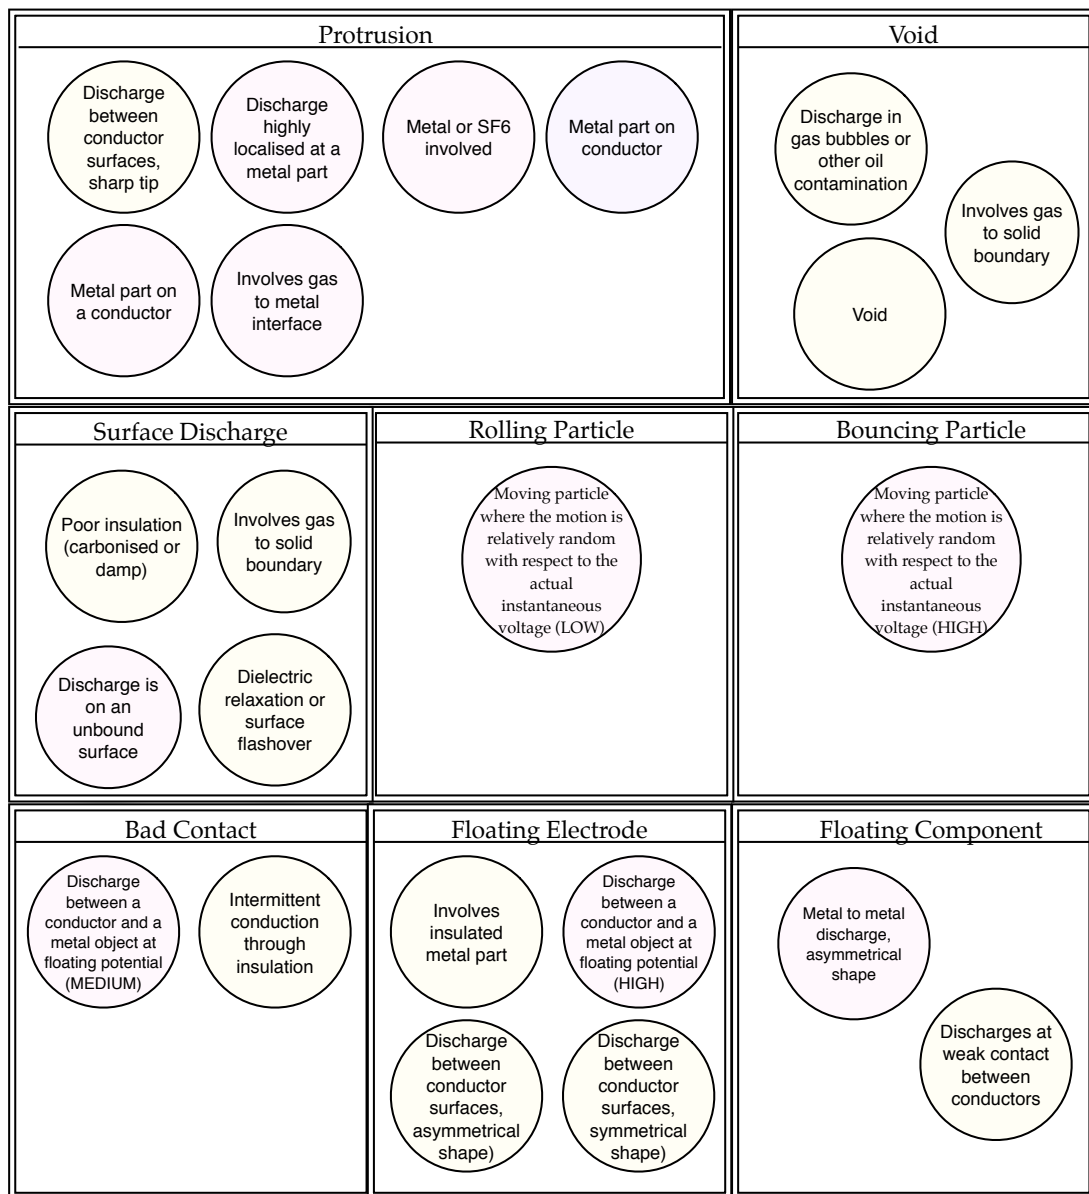 Protrusion
Discharge
between
conductor
surfaces,
sharp tip
Discharge
highly
localised at a
metal part
Metal or SF6
involved
Metal part on
conductor
Metal part on
a conductor
Involves gas
to metal
interface
Void
Discharge in
gas bubbles or
other oil
contamination
Involves gas
to solid
boundary
Void
Surface Discharge
Poor insulation
(carbonised or
damp)
Involves gas
to solid
boundary
Discharge is
on an
unbound
surface
Dielectric
relaxation or
surface
flashover
Rolling Particle
Moving particle
where the motion is
relatively random
with respect to the
actual
instantaneous
voltage (LOW)
Bouncing Particle
Moving particle
where the motion is
relatively random
with respect to the
actual
instantaneous
voltage (HIGH)
Bad Contact
Discharge
between a
conductor and a
metal object at
floating potential
(MEDIUM)
Intermittent
conduction
through
insulation
Floating Electrode
Involves
insulated
metal part
Discharge
between a
conductor and a
metal object at
floating potential
(HIGH)
Discharge
between
conductor
surfaces,
asymmetrical
shape)
Discharge
between
conductor
surfaces,
symmetrical
shape)
Floating Component
Metal to metal
discharge,
asymmetrical
shape
Discharges at
weak contact
between
conductors